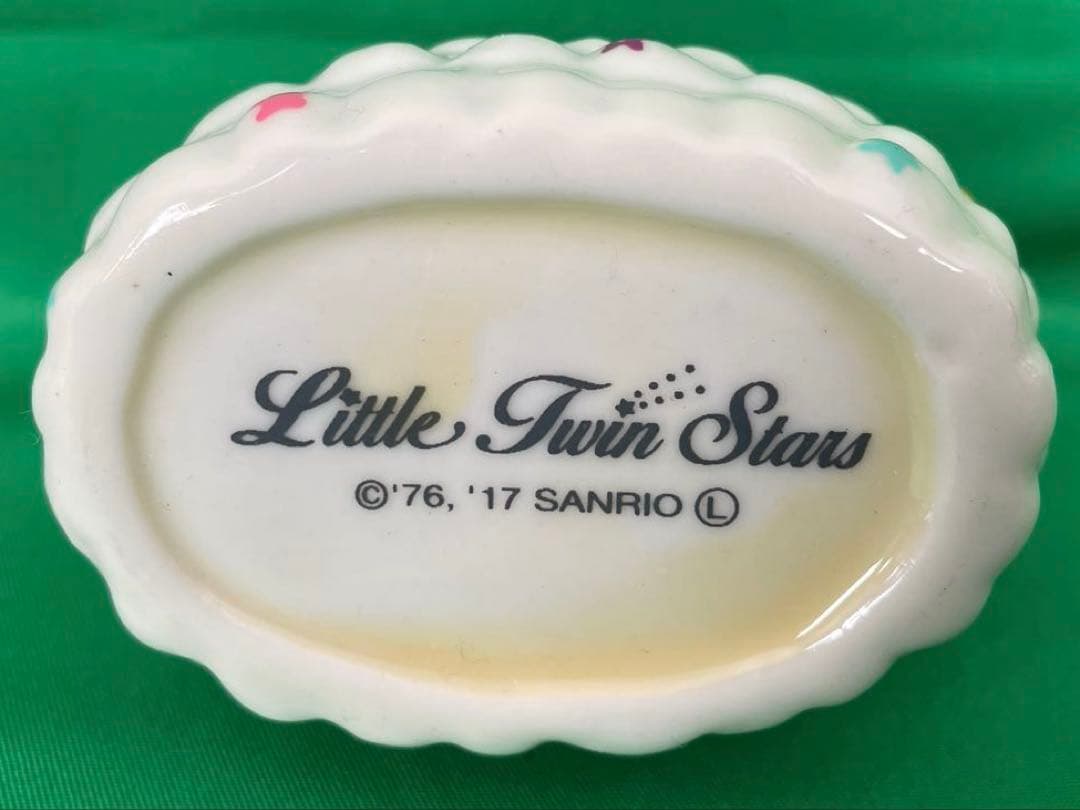 Little Twin Stars
©'76, '17 SANRIO Ⓛ